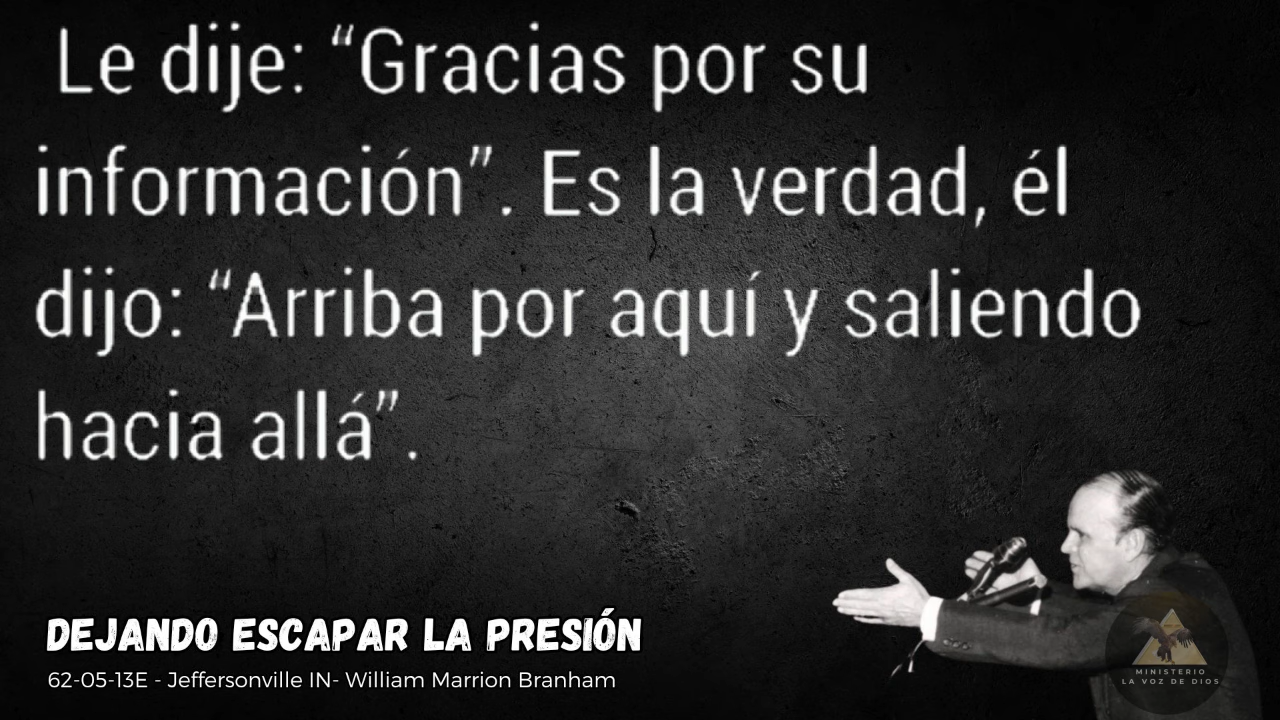 Le dije: “Gracias por su
información”. Es la verdad, él
dijo: “Arriba por aquí y saliendo
hacia allá”.
DEJANDO ESCAPAR LA PRESIÓN
62-05-13E - Jeffersonville IN- William Marrion Branham
MINISTERIO
LA VOZ DE DIOS